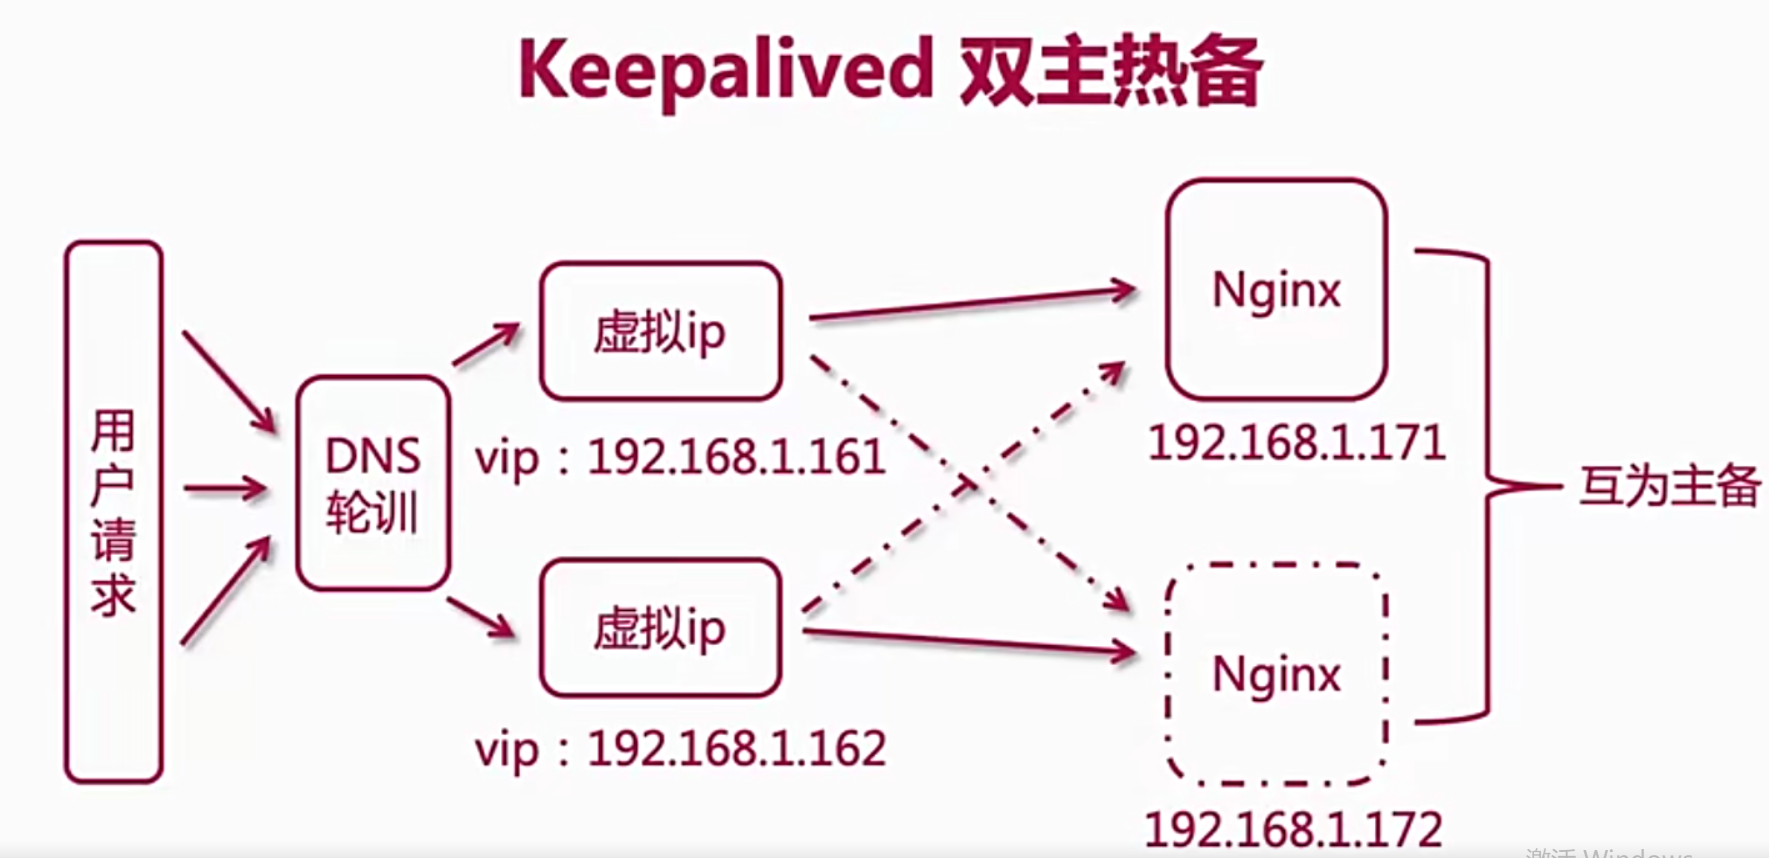 Keepalived 双主热备
用户请求
DNS
轮训
虚拟ip
vip：192.168.1.161
虚拟ip
vip：192.168.1.162
Nginx
192.168.1.171
Nginx
192.168.1.172
互为主备
激活 Windows